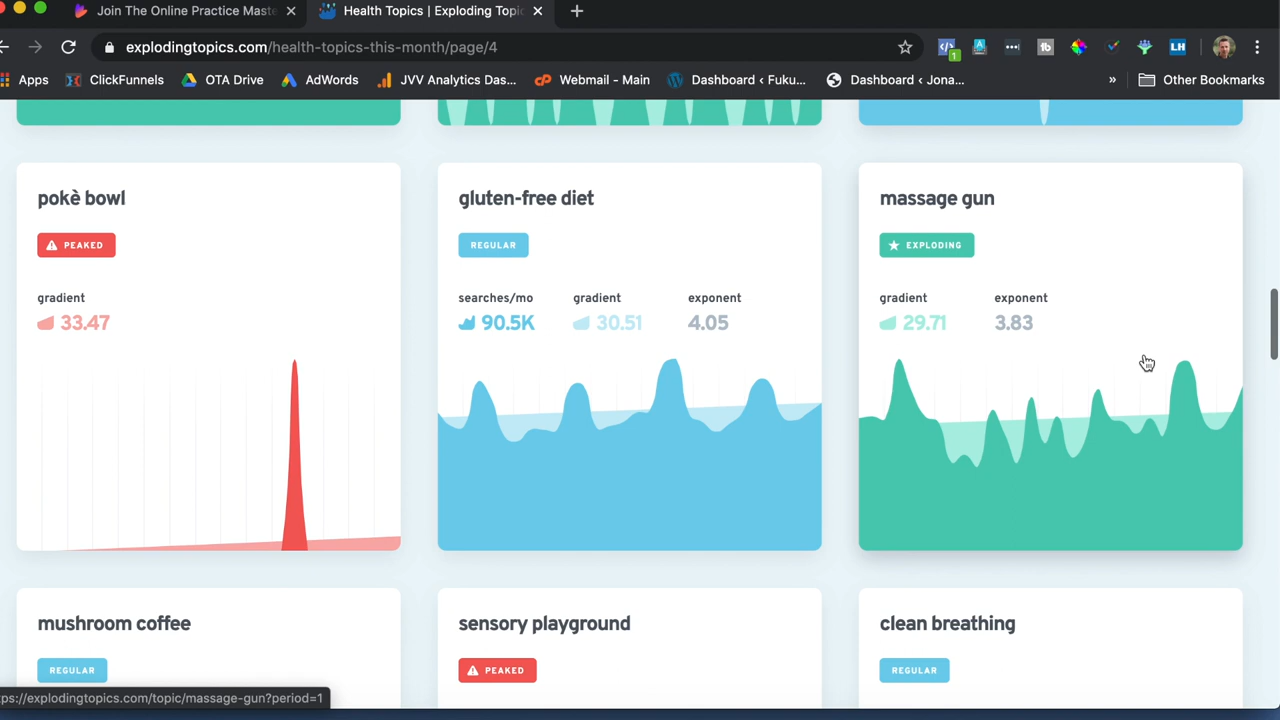 Join The Online Practice Maste
Health Topics | Exploding Topic
explodingtopics.com/health-topics-this-month/page/4
1
A
tb
LH
Apps
ClickFunnels
OTA Drive
AdWords
JVV Analytics Das...
Webmail - Main
Dashboard ‹ Fuku...
Dashboard ‹ Jona...
»
Other Bookmarks
pokè bowl
PEAKED
gradient
33.47
gluten-free diet
REGULAR
searches/mo
gradient
exponent
90.5K
30.51
4.05
massage gun
EXPLODING
gradient
exponent
29.71
3.83
mushroom coffee
REGULAR
sensory playground
PEAKED
clean breathing
REGULAR
tps://explodingtopics.com/topic/massage-gun?period=1